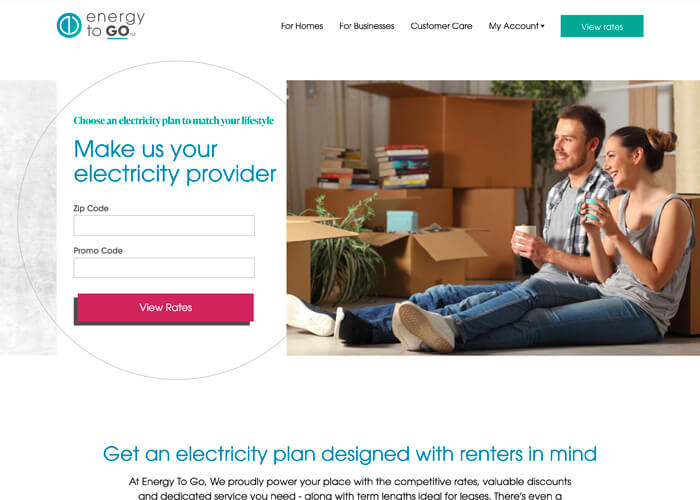 energy
to GO
For Homes
For Businesses
Customer Care
My Account
View rates
Choose an electricity plan to match your lifestyle
Make us your
electricity provider
Zip Code
Promo Code
View Rates
Get an electricity plan designed with renters in mind
At Energy To Go, We proudly power your place with the competitive rates, valuable discounts
and dedicated service you need - along with term lengths ideal for leases. There's even a